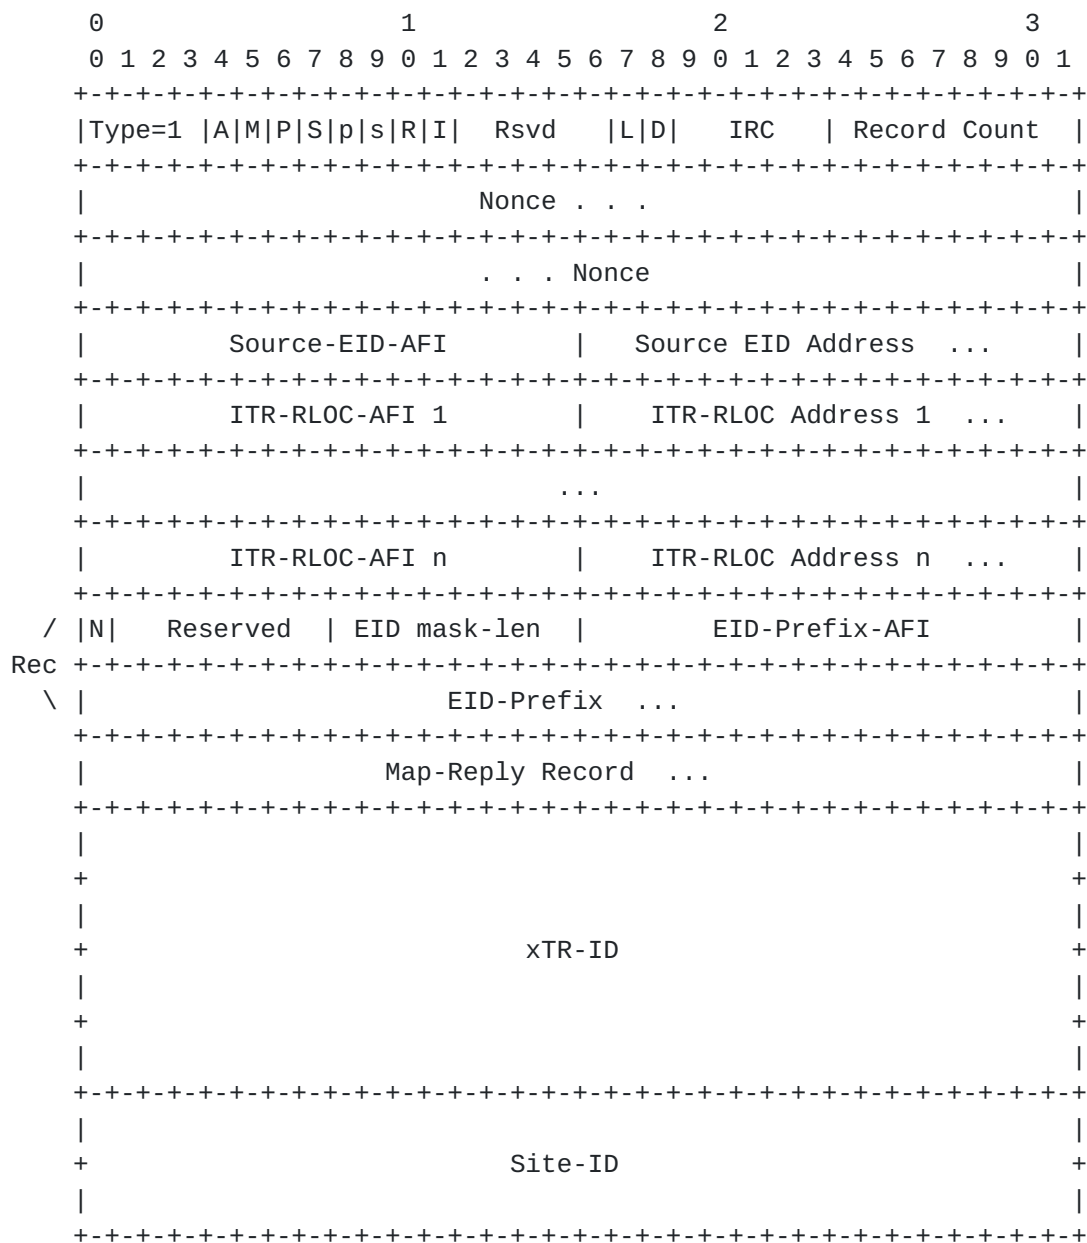 0                   1                   2                   3
        0 1 2 3 4 5 6 7 8 9 0 1 2 3 4 5 6 7 8 9 0 1 2 3 4 5 6 7 8 9 0 1
       +-+-+-+-+-+-+-+-+-+-+-+-+-+-+-+-+-+-+-+-+-+-+-+-+-+-+-+-+-+-+-+-+
       |Type=1 |A|M|P|S|p|s|R|I|  Rsvd   |L|D|   IRC   | Record Count  |
       +-+-+-+-+-+-+-+-+-+-+-+-+-+-+-+-+-+-+-+-+-+-+-+-+-+-+-+-+-+-+-+-+
       |                         Nonce . . .                           |
       +-+-+-+-+-+-+-+-+-+-+-+-+-+-+-+-+-+-+-+-+-+-+-+-+-+-+-+-+-+-+-+-+
       |                         . . . Nonce                           |
       +-+-+-+-+-+-+-+-+-+-+-+-+-+-+-+-+-+-+-+-+-+-+-+-+-+-+-+-+-+-+-+-+
       |         Source-EID-AFI        |   Source EID Address  ...     |
       +-+-+-+-+-+-+-+-+-+-+-+-+-+-+-+-+-+-+-+-+-+-+-+-+-+-+-+-+-+-+-+-+
       |         ITR-RLOC-AFI 1        |    ITR-RLOC Address 1  ...    |
       +-+-+-+-+-+-+-+-+-+-+-+-+-+-+-+-+-+-+-+-+-+-+-+-+-+-+-+-+-+-+-+-+
       |                              ...                              |
       +-+-+-+-+-+-+-+-+-+-+-+-+-+-+-+-+-+-+-+-+-+-+-+-+-+-+-+-+-+-+-+-+
       |         ITR-RLOC-AFI n        |    ITR-RLOC Address n  ...    |
       +-+-+-+-+-+-+-+-+-+-+-+-+-+-+-+-+-+-+-+-+-+-+-+-+-+-+-+-+-+-+-+-+
     / |N|   Reserved  | EID mask-len  |        EID-Prefix-AFI         |
   Rec +-+-+-+-+-+-+-+-+-+-+-+-+-+-+-+-+-+-+-+-+-+-+-+-+-+-+-+-+-+-+-+-+
     \ |                       EID-Prefix  ...                         |
       +-+-+-+-+-+-+-+-+-+-+-+-+-+-+-+-+-+-+-+-+-+-+-+-+-+-+-+-+-+-+-+-+
       |                   Map-Reply Record  ...                       |
       +-+-+-+-+-+-+-+-+-+-+-+-+-+-+-+-+-+-+-+-+-+-+-+-+-+-+-+-+-+-+-+-+
       |                                                               |
       +                                                               +
       |                                                               |
       +                            xTR-ID                             +
       |                                                               |
       +                                                               +
       |                                                               |
       +-+-+-+-+-+-+-+-+-+-+-+-+-+-+-+-+-+-+-+-+-+-+-+-+-+-+-+-+-+-+-+-+
       |                                                               |
       +                           Site-ID                             +
       |                                                               |
       +-+-+-+-+-+-+-+-+-+-+-+-+-+-+-+-+-+-+-+-+-+-+-+-+-+-+-+-+-+-+-+-+